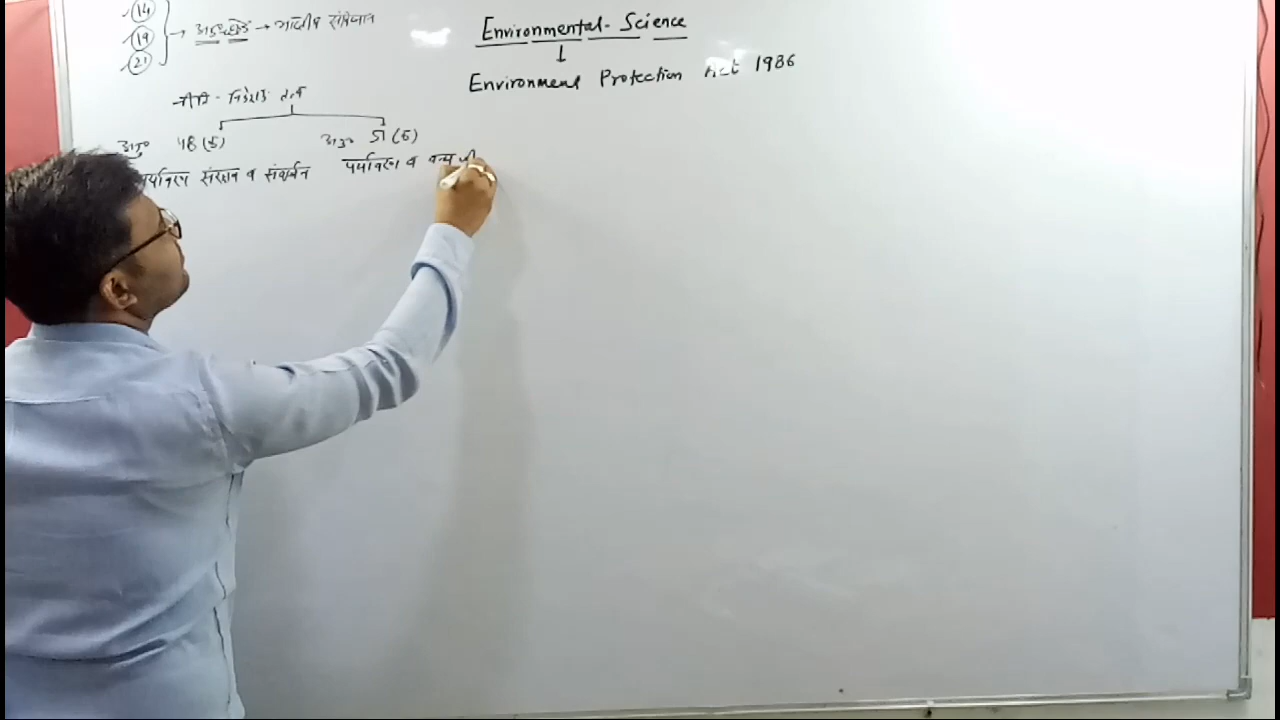 14
19 → अनुच्छेद → भारतीय संविधान
21
Environmental-Science
↓
Environment Protection Act 1986
नीति-निदेशक तत्व
अनु० 48(क)
अनु० 51(क)
पर्यावरण संरक्षण व संवर्धन
पर्यावरण व वन्य जी